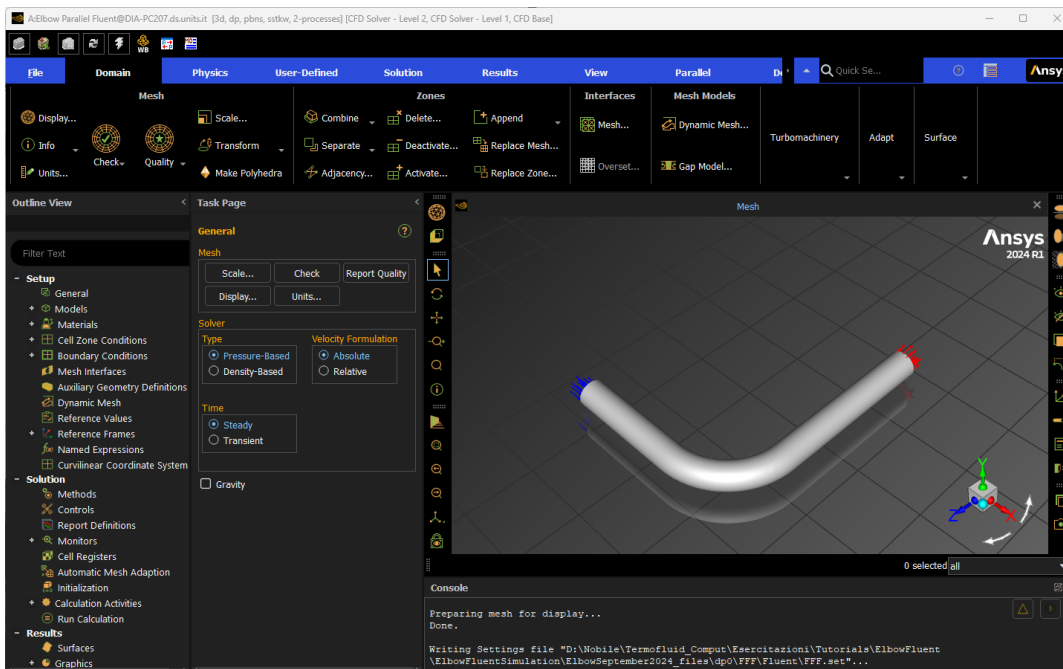 A:Elbow Parallel Fluent@DIA-PC207.ds.units.it [3d, dp, pbns, sstkw, 2-processes] [CFD Solver - Level 2, CFD Solver - Level 1, CFD Base]
WB
File Domain Physics User-Defined Solution Results View Parallel De Quick Se... Ansy
Mesh Zones Interfaces Mesh Models
Display... Scale... Combine Delete... Append Mesh... Dynamic Mesh...
Info Check Quality Transform Separate Deactivate... Replace Mesh... Turbomachinery Adapt Surface
Units... Make Polyhedra Adjacency... Activate... Replace Zone... Overset... Gap Model...
Outline View
Filter Text
Setup
General
Models
Materials
Cell Zone Conditions
Boundary Conditions
Mesh Interfaces
Auxiliary Geometry Definitions
Dynamic Mesh
Reference Values
Reference Frames
Named Expressions
Curvilinear Coordinate System
Solution
Methods
Controls
Report Definitions
Monitors
Cell Registers
Automatic Mesh Adaption
Initialization
Calculation Activities
Run Calculation
Results
Surfaces
Graphics
Task Page
General
Mesh
Scale... Check Report Quality
Display... Units...
Solver
Type Velocity Formulation
Pressure-Based Absolute
Density-Based Relative
Time
Steady
Transient
Gravity
Mesh
Ansys
2024 R1
Y
Z X
0 selected all
Console
Preparing mesh for display...
Done.
Writing Settings file "D:\Nobile\Termofluid_Comput\Esercitazioni\Tutorials\ElbowFluent
\ElbowFluentSimulation\ElbowSeptember2024_files\dp0\FFF\Fluent\FFF.set"...